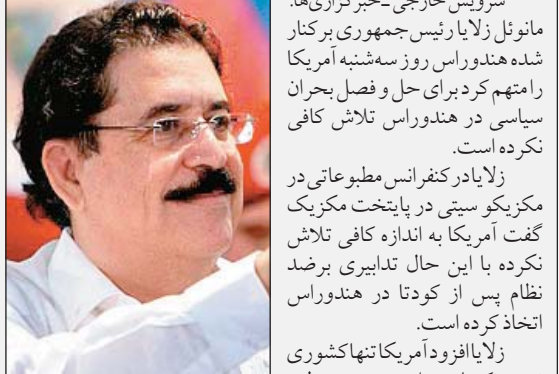 سرویس خارجی ـ خبرگزاری‌ها:
مانوئل زلایا رئیس‌جمهوری برکنار
شده هندوراس روز سه‌شنبه آمریکا
را متهم کرد برای حل و فصل بحران
سیاسی در هندوراس تلاش کافی
نکرده است.
زلایا در کنفرانس مطبوعاتی در
مکزیکو سیتی در پایتخت مکزیک
گفت آمریکا به اندازه کافی تلاش
نکرده با این حال تدابیری برضد
نظام پس از کودتا در هندوراس
اتخاذ کرده است.
زلایا افزود آمریکا تنها کشوری